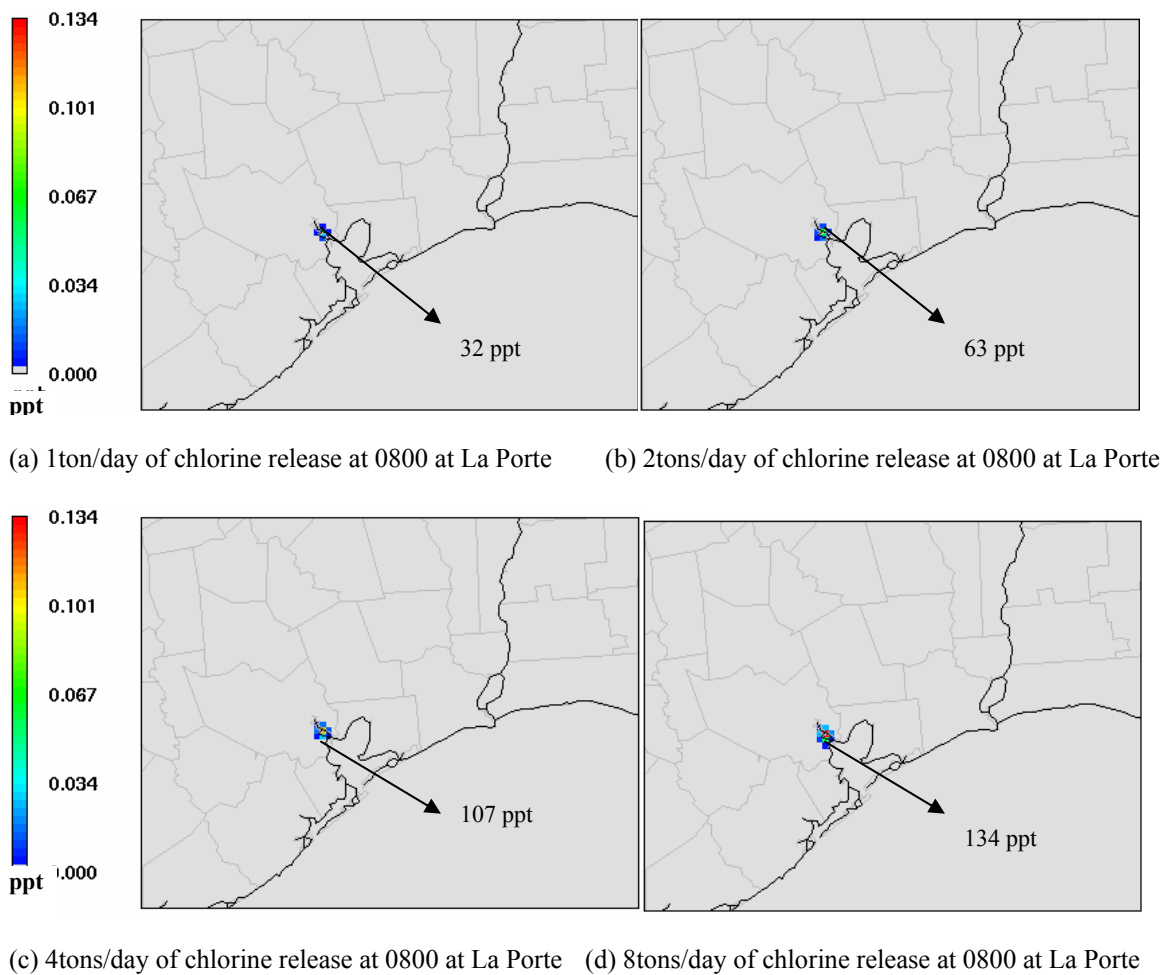 0.134
0.101
0.067
0.034
0.000
ppt
32 ppt
63 ppt
(a) 1ton/day of chlorine release at 0800 at La Porte
(b) 2tons/day of chlorine release at 0800 at La Porte
0.134
0.101
0.067
0.034
.000
ppt
107 ppt
134 ppt
(c) 4tons/day of chlorine release at 0800 at La Porte
(d) 8tons/day of chlorine release at 0800 at La Porte